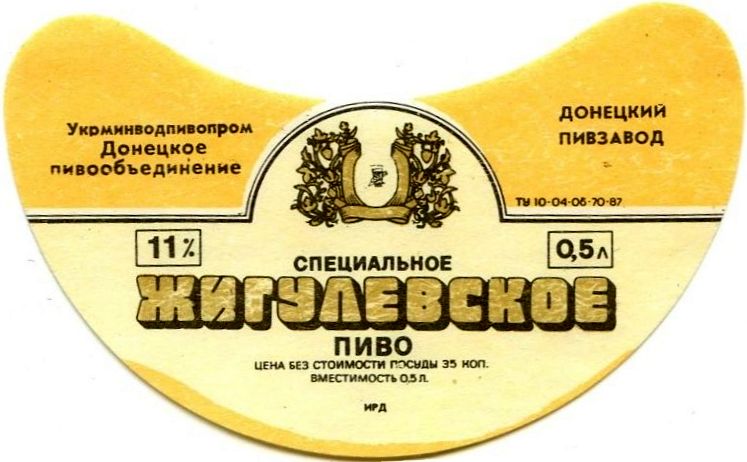 Укрминводпивопром
Донецкое
пивообъединение
ДОНЕЦКИЙ
ПИВЗАВОД
ТУ 10-04-06-70-87
11%
0,5л
СПЕЦИАЛЬНОЕ
ЖИГУЛЕВСКОЕ
ПИВО
ЦЕНА БЕЗ СТОИМОСТИ ПОСУДЫ 35 КОП.
ВМЕСТИМОСТЬ 0,5 Л.
ИРД